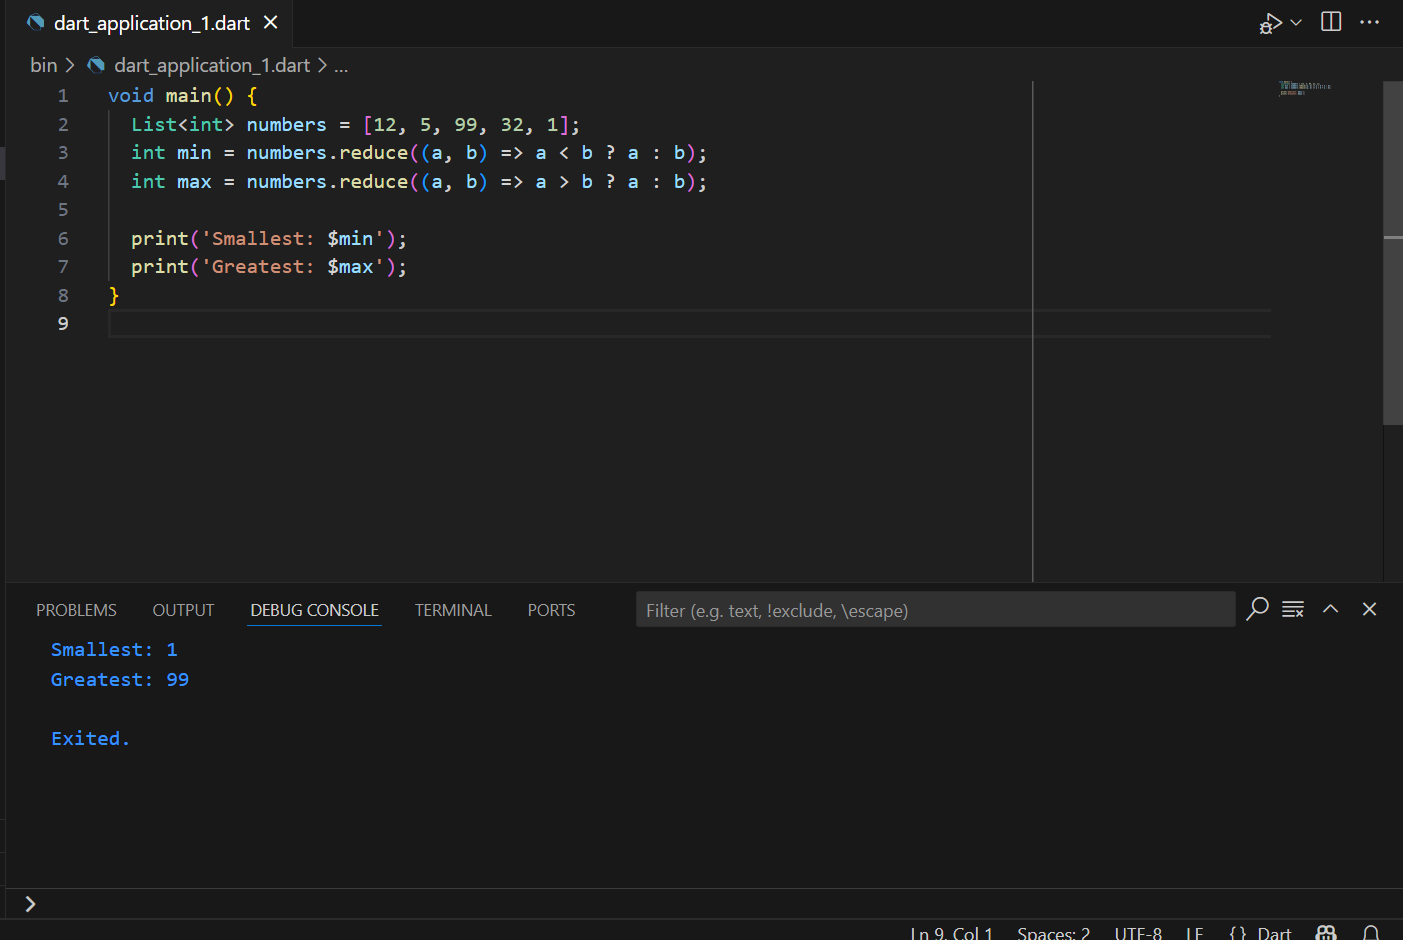 dart_application_1.dart
bin > dart_application_1.dart > ...
1 void main() {
2 List<int> numbers = [12, 5, 99, 32, 1];
3 int min = numbers.reduce((a, b) => a < b ? a : b);
4 int max = numbers.reduce((a, b) => a > b ? a : b);
5
6 print('Smallest: $min');
7 print('Greatest: $max');
8 }
9
PROBLEMS OUTPUT DEBUG CONSOLE TERMINAL PORTS Filter (e.g. text, !exclude, \escape)
Smallest: 1
Greatest: 99
Exited.
Ln 9, Col 1 Spaces: 2 UTF-8 LF {} Dart